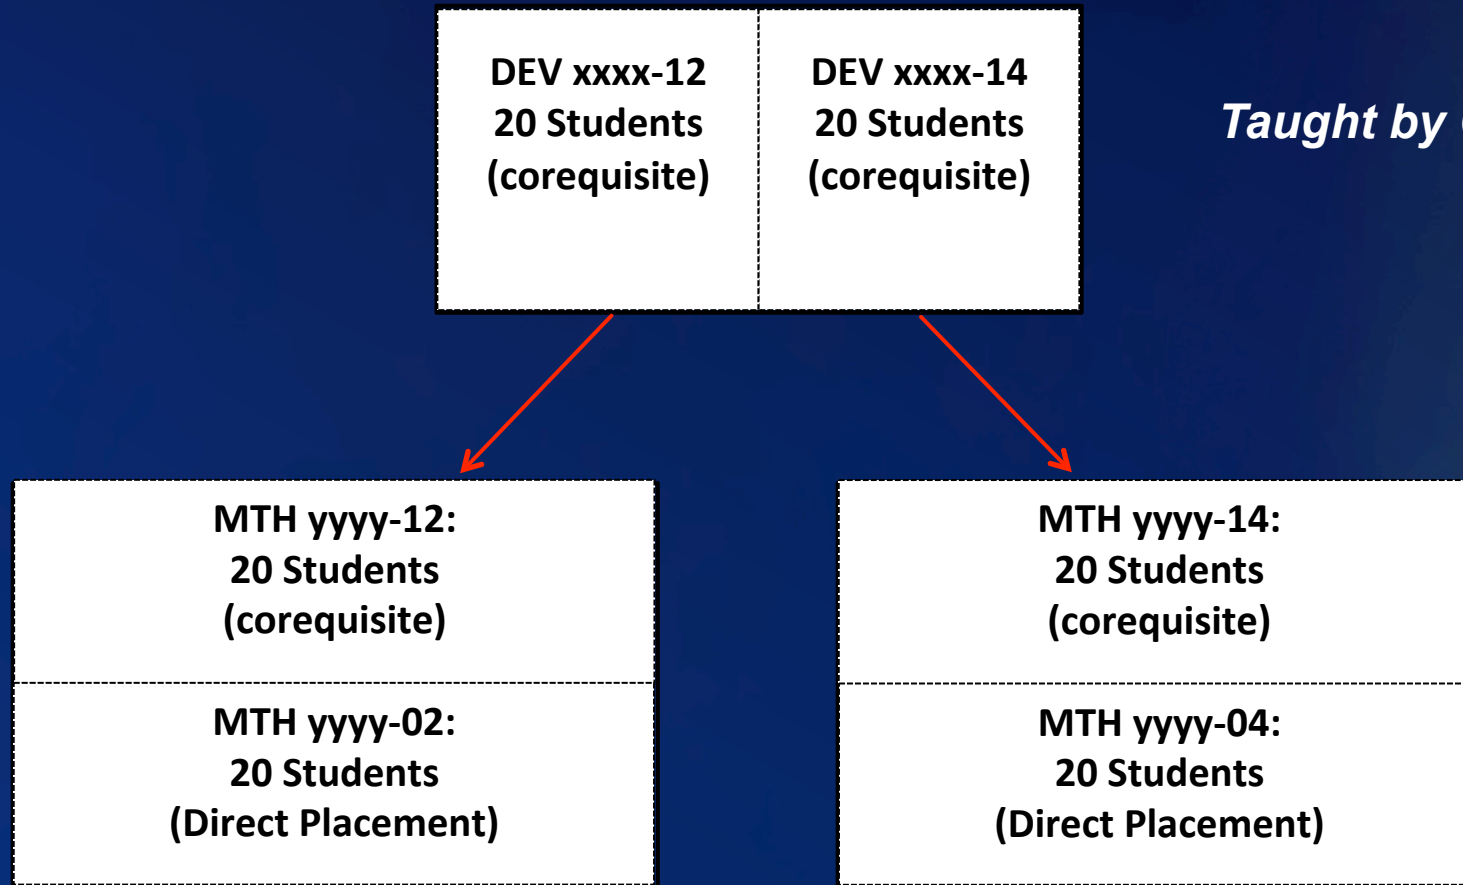 DEV xxxx-12
20 Students
(corequisite)
DEV xxxx-14
20 Students
(corequisite)
Taught by
MTH yyyy-12:
20 Students
(corequisite)
MTH yyyy-02:
20 Students
(Direct Placement)
MTH yyyy-14:
20 Students
(corequisite)
MTH yyyy-04:
20 Students
(Direct Placement)